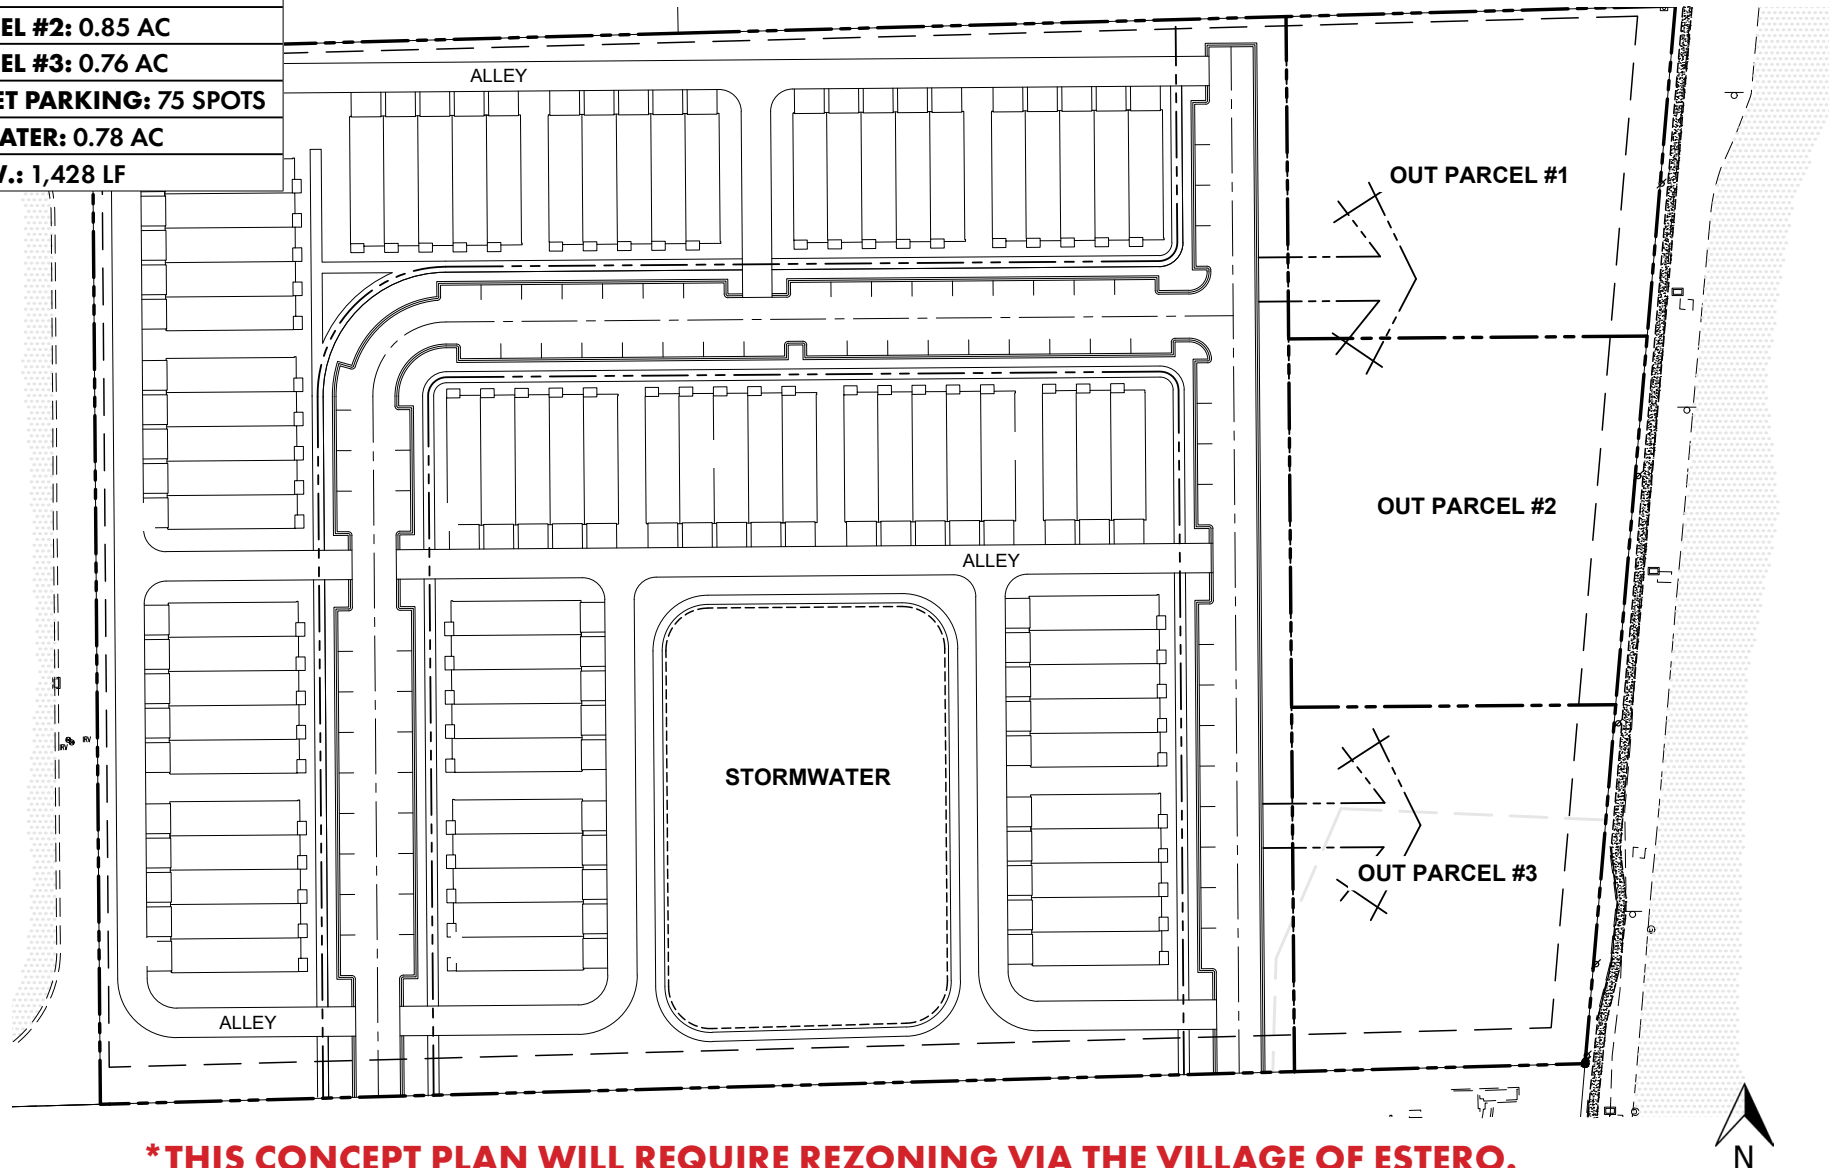 EL #2: 0.85 AC
EL #3: 0.76 AC
ET PARKING: 75 SPOTS
ATER: 0.78 AC
V.: 1,428 LF
ALLEY
OUT PARCEL #1
OUT PARCEL #2
ALLEY
STORMWATER
IRV
IRV
OUT PARCEL #3
ALLEY
N
*THIS CONCEPT PLAN WILL REQUIRE REZONING VIA THE VILLAGE OF ESTERO.